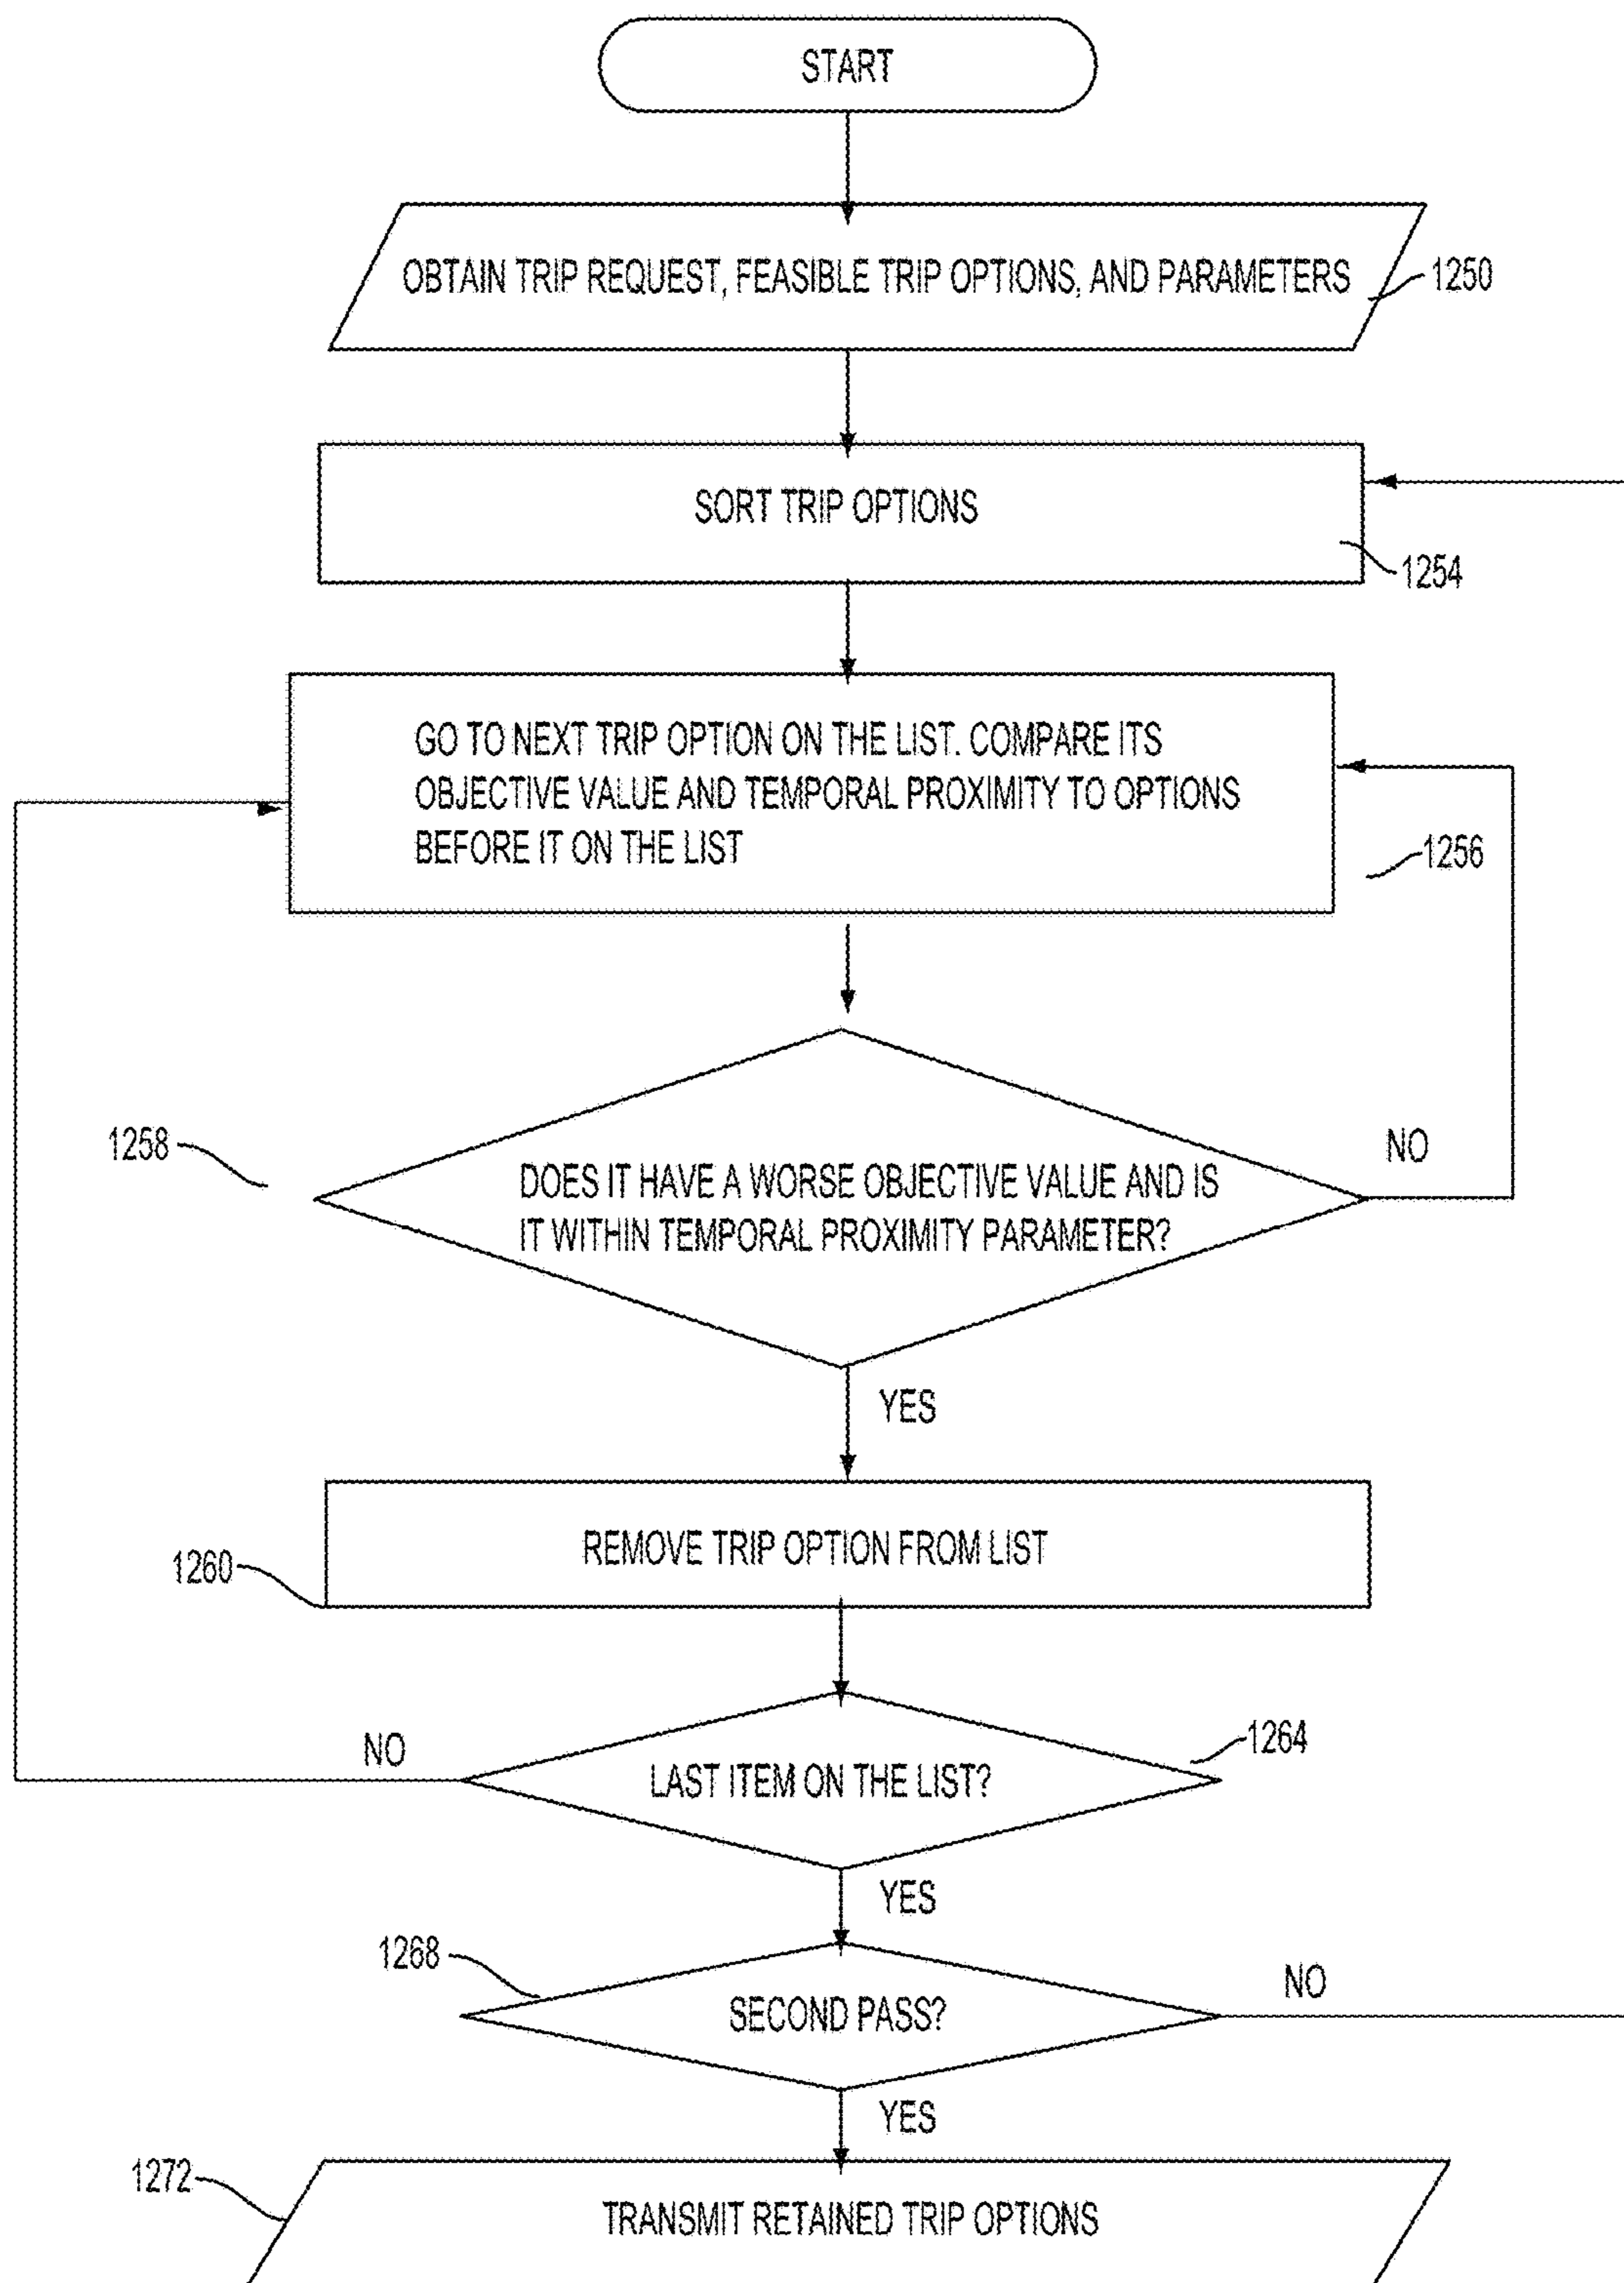 START
OBTAIN TRIP REQUEST, FEASIBLE TRIP OPTIONS, AND PARAMETERS
1250
SORT TRIP OPTIONS
1254
GO TO NEXT TRIP OPTION ON THE LIST. COMPARE ITS
OBJECTIVE VALUE AND TEMPORAL PROXIMITY TO OPTIONS
BEFORE IT ON THE LIST
1256
1258
NO
DOES IT HAVE A WORSE OBJECTIVE VALUE AND IS
IT WITHIN TEMPORAL PROXIMITY PARAMETER?
YES
REMOVE TRIP OPTION FROM LIST
1260
NO
1264
LAST ITEM ON THE LIST?
YES
1268
NO
SECOND PASS?
YES
1272
TRANSMIT RETAINED TRIP OPTIONS